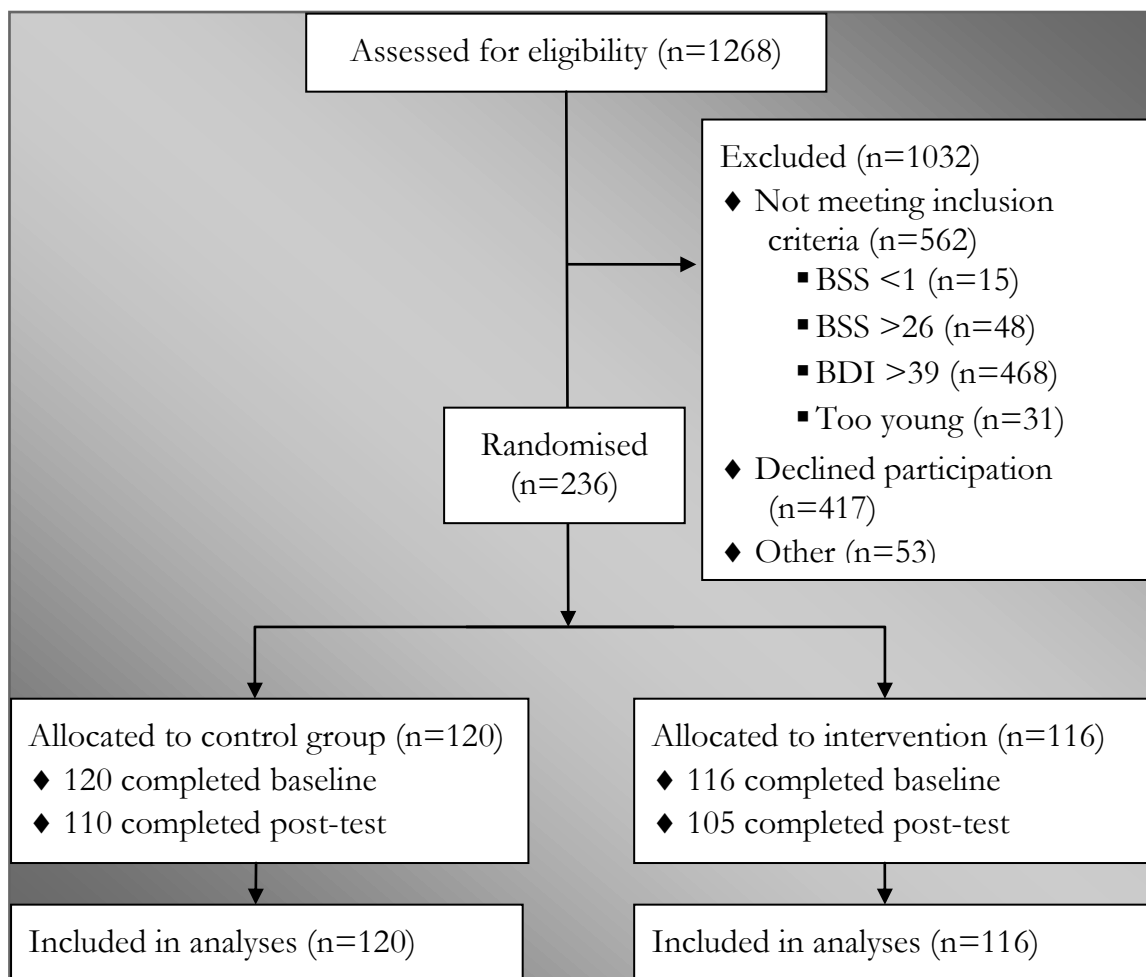 Assessed for eligibility (n=1268)
Excluded (n=1032)
♦ Not meeting inclusion
criteria (n=562)
▪ BSS <1 (n=15)
▪ BSS >26 (n=48)
▪ BDI >39 (n=468)
▪ Too young (n=31)
♦ Declined participation
(n=417)
♦ Other (n=53)
Randomised
(n=236)
Allocated to control group (n=120)
♦ 120 completed baseline
♦ 110 completed post-test
Allocated to intervention (n=116)
♦ 116 completed baseline
♦ 105 completed post-test
Included in analyses (n=120)
Included in analyses (n=116)